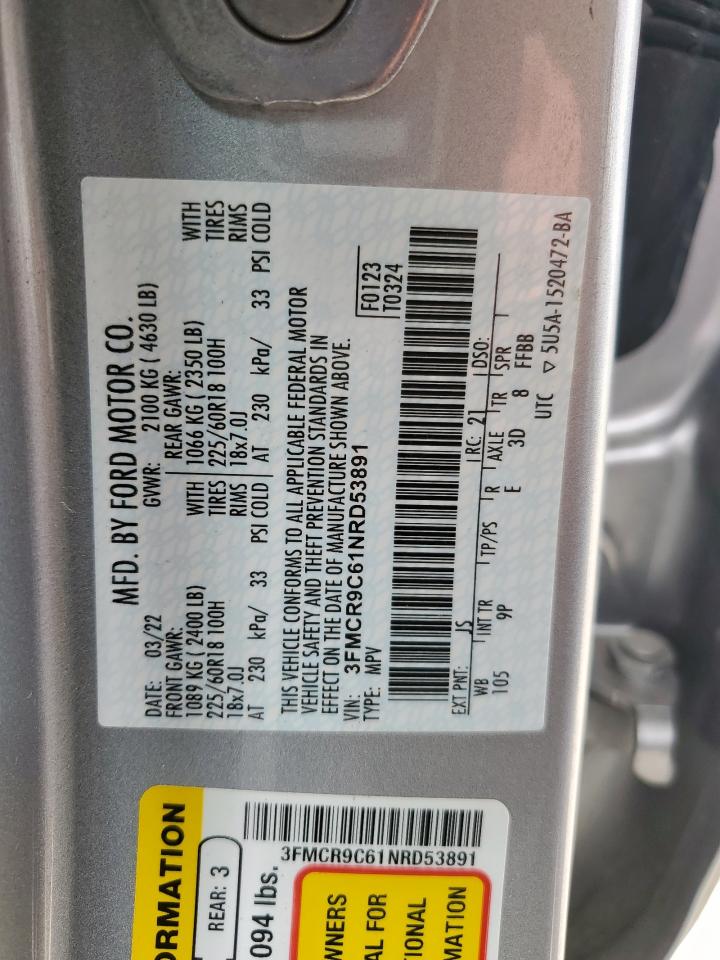 MFD. BY FORD MOTOR CO.
DATE: 03/22 GVWR: 2100 KG ( 4630 LB)
FRONT GAWR: REAR GAWR:
1089 KG ( 2400 LB) WITH 1066 KG ( 2350 LB) WITH
225/60R18 100H TIRES 225/60R18 100H TIRES
18x7.0J RIMS 18x7.0J RIMS
AT 230 kPa/ 33 PSI COLD AT 230 kPa/ 33 PSI COLD
THIS VEHICLE CONFORMS TO ALL APPLICABLE FEDERAL MOTOR
VEHICLE SAFETY AND THEFT PREVENTION STANDARDS IN
EFFECT ON THE DATE OF MANUFACTURE SHOWN ABOVE.
VIN: 3FMCR9C61NRD53891
TYPE: MPV
F0123
T0324
EXT PNT: JS RC: 21 DSO:
WB INT TR TP/PS R AXLE TR SPR
105 9P E 3D 8 FFBB
UTC ▽ 5U5A-1520472-BA
ORMATION
REAR: 3
094 lbs.
3FMCR9C61NRD53891
WNERS
AL FOR
TIONAL
MATION